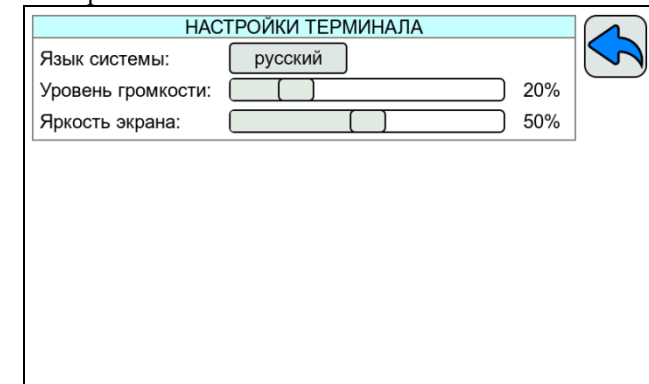 НАСТРОЙКИ ТЕРМИНАЛА
Язык системы: русский
Уровень громкости: 20%
Яркость экрана: 50%